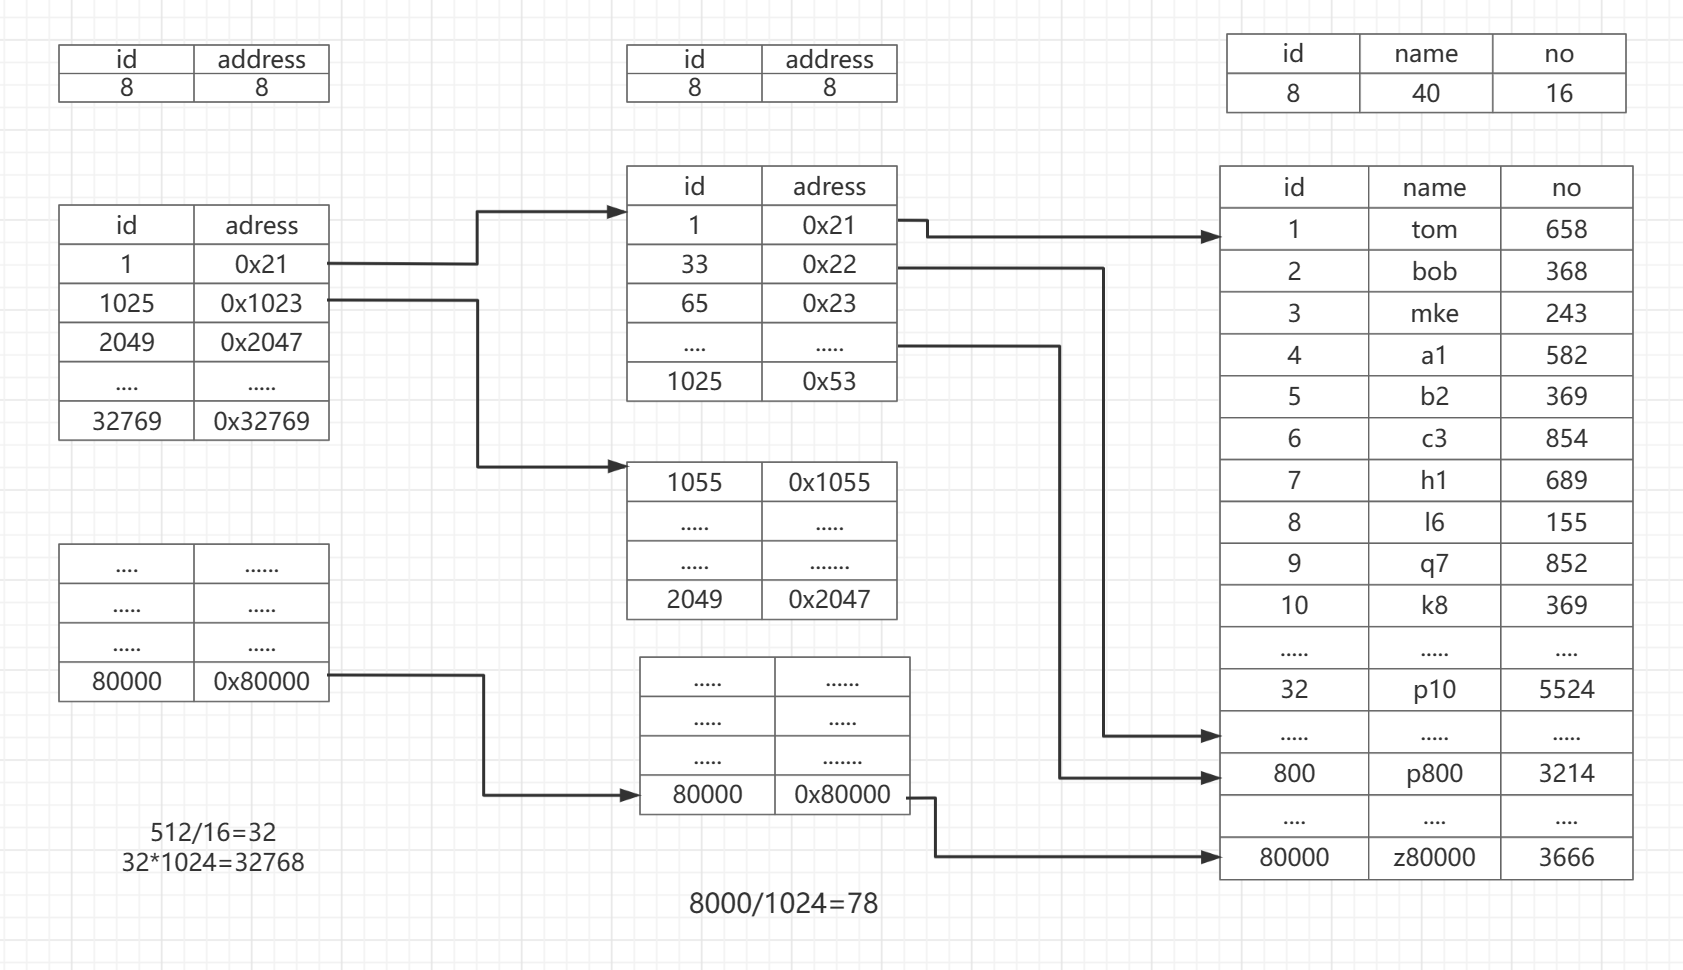 id address
8 8
id adress
1 0x21
1025 0x1023
2049 0x2047
.... .....
32769 0x32769
.... ......
..... .....
..... .....
80000 0x80000
512/16=32
32*1024=32768
id address
8 8
id adress
1 0x21
33 0x22
65 0x23
.... .....
1025 0x53
1055 0x1055
..... .....
..... .......
2049 0x2047
..... ......
..... .....
..... .......
80000 0x80000
8000/1024=78
id name no
8 40 16
id name no
1 tom 658
2 bob 368
3 mke 243
4 a1 582
5 b2 369
6 c3 854
7 h1 689
8 l6 155
9 q7 852
10 k8 369
..... ..... ....
32 p10 5524
..... ..... .....
800 p800 3214
.... .... ....
80000 z80000 3666